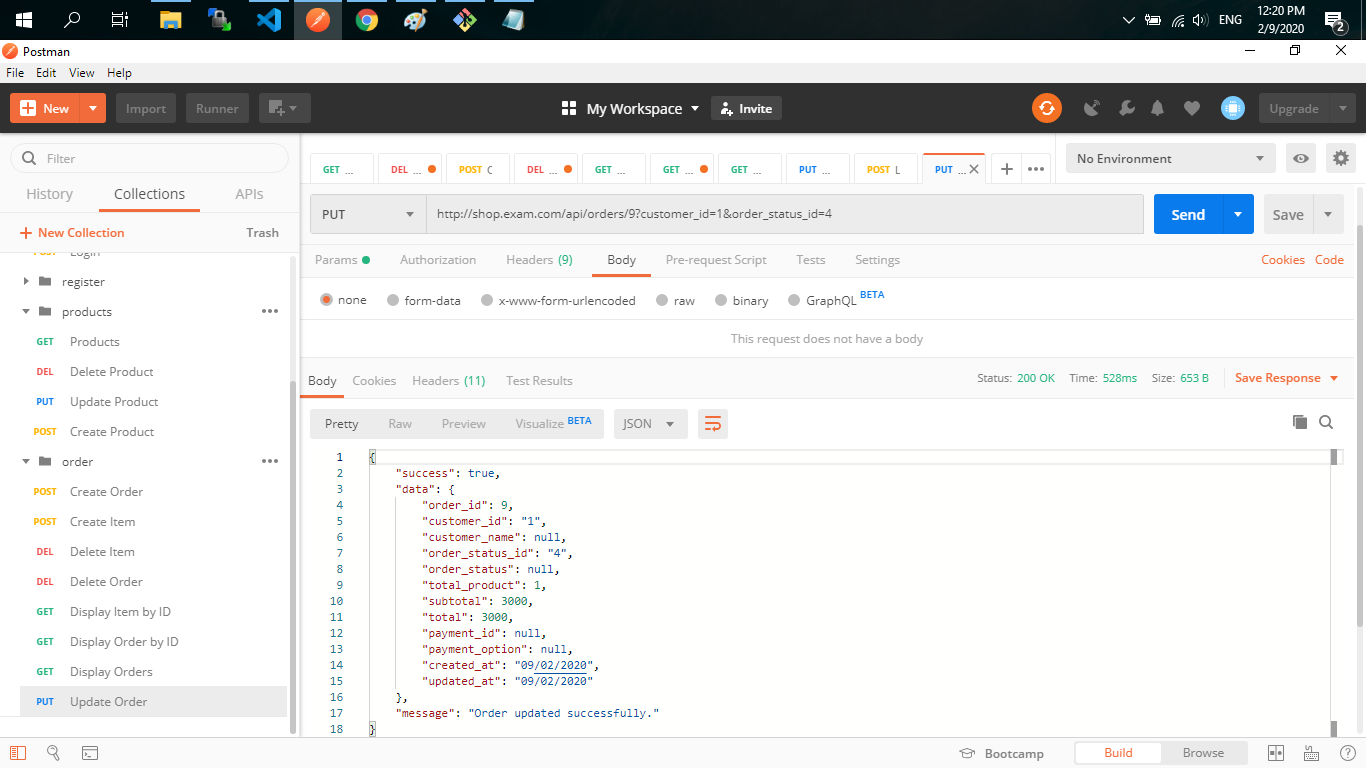 ENG
12:20 PM
2/9/2020
2
Postman
File Edit View Help
New Import Runner My Workspace Invite Upgrade
Filter
History Collections APIs
New Collection Trash
POST Login
register
products
GET Products
DEL Delete Product
PUT Update Product
POST Create Product
order
POST Create Order
POST Create Item
DEL Delete Item
DEL Delete Order
GET Display Item by ID
GET Display Order by ID
GET Display Orders
PUT Update Order
GET ... DEL ... POST C DEL ... GET ... GET ... GET ... PUT ... POST L PUT ...
No Environment
PUT http://shop.exam.com/api/orders/9?customer_id=1&order_status_id=4 Send Save
Params Authorization Headers (9) Body Pre-request Script Tests Settings Cookies Code
none form-data x-www-form-urlencoded raw binary GraphQL BETA
This request does not have a body
Body Cookies Headers (11) Test Results Status: 200 OK Time: 528ms Size: 653 B Save Response
Pretty Raw Preview Visualize BETA JSON
1 {
2 "success": true,
3 "data": {
4 "order_id": 9,
5 "customer_id": "1",
6 "customer_name": null,
7 "order_status_id": "4",
8 "order_status": null,
9 "total_product": 1,
10 "subtotal": 3000,
11 "total": 3000,
12 "payment_id": null,
13 "payment_option": null,
14 "created_at": "09/02/2020",
15 "updated_at": "09/02/2020"
16 },
17 "message": "Order updated successfully."
18 }
Bootcamp Build Browse